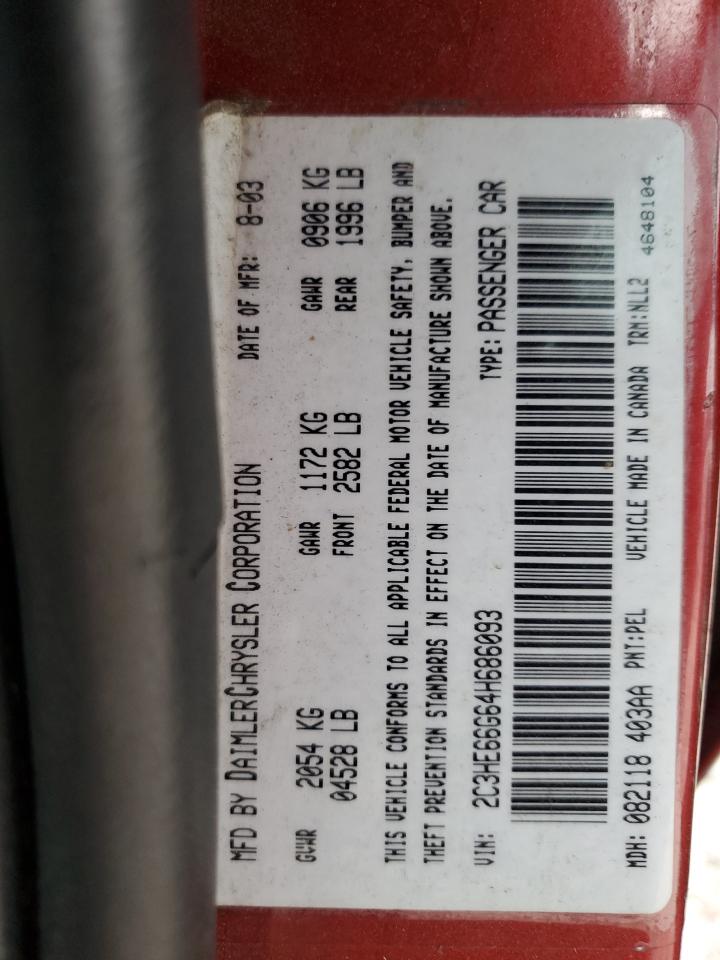 MFD BY DAIMLERCHRYSLER CORPORATION DATE OF MFR: 8-03
GVWR 2054 KG GAWR 1172 KG GAWR 0906 KG
04528 LB FRONT 2582 LB REAR 1996 LB
THIS VEHICLE CONFORMS TO ALL APPLICABLE FEDERAL MOTOR VEHICLE SAFETY, BUMPER AND
THEFT PREVENTION STANDARDS IN EFFECT ON THE DATE OF MANUFACTURE SHOWN ABOVE.
VIN: 2C3HE66G64H686093 TYPE: PASSENGER CAR
MDH: 082118 403AA PNT:PEL VEHICLE MADE IN CANADA TRM:NLL2
4648104